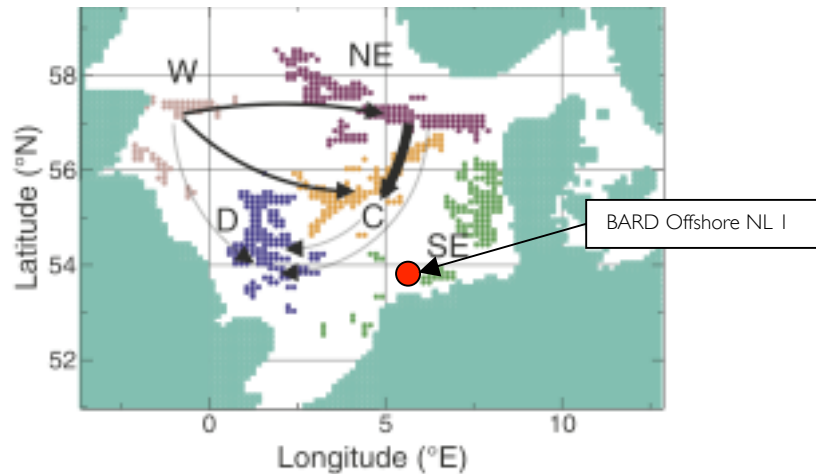 W
NE
D
C
SE
BARD Offshore NL 1
58
56
54
52
Latitude (°N)
0
5
10
Longitude (°E)